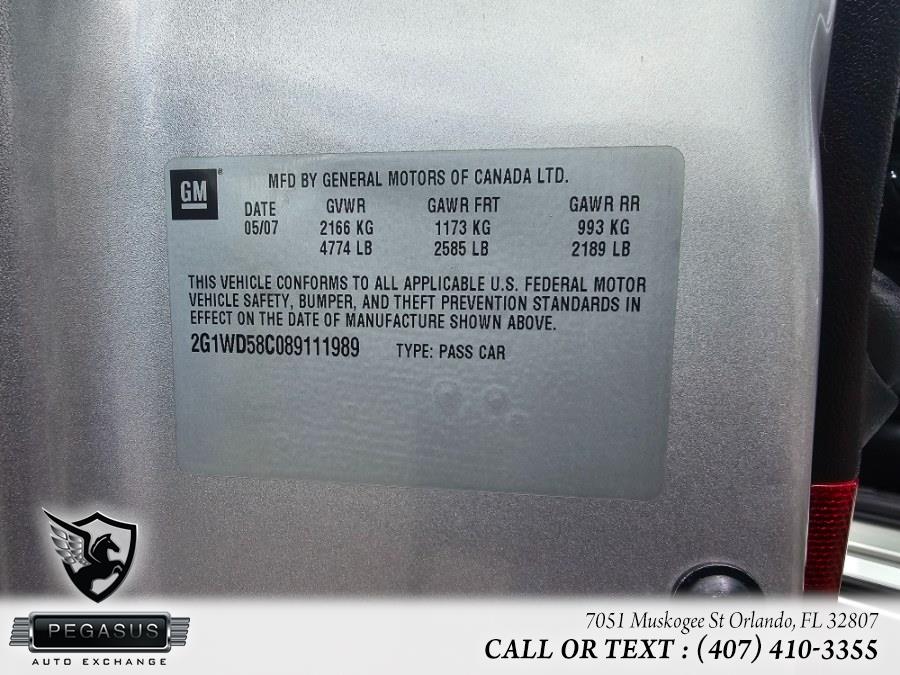 GM
®
MFD BY GENERAL MOTORS OF CANADA LTD.
DATE GVWR GAWR FRT GAWR RR
05/07 2166 KG 1173 KG 993 KG
4774 LB 2585 LB 2189 LB
THIS VEHICLE CONFORMS TO ALL APPLICABLE U.S. FEDERAL MOTOR
VEHICLE SAFETY, BUMPER, AND THEFT PREVENTION STANDARDS IN
EFFECT ON THE DATE OF MANUFACTURE SHOWN ABOVE.
2G1WD58C089111989 TYPE: PASS CAR
PEGASUS
AUTO EXCHANGE
7051 Muskogee St Orlando, FL 32807
CALL OR TEXT : (407) 410-3355